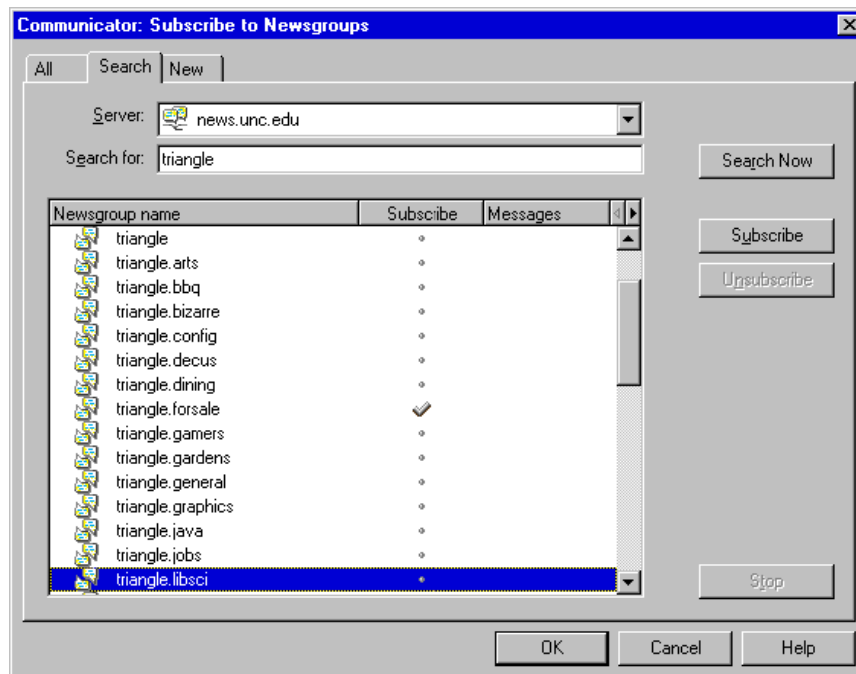 Communicator: Subscribe to Newsgroups
All Search New
Server: news.unc.edu
Search for: triangle
Search Now
Newsgroup name Subscribe Messages
triangle
Subscribe
triangle.arts
triangle.bbq
Unsubscribe
triangle.bizarre
triangle.config
triangle.decus
triangle.dining
triangle.forsale
triangle.gamers
triangle.gardens
triangle.general
triangle.graphics
triangle.java
triangle.jobs
triangle.libsci
Stop
OK Cancel Help